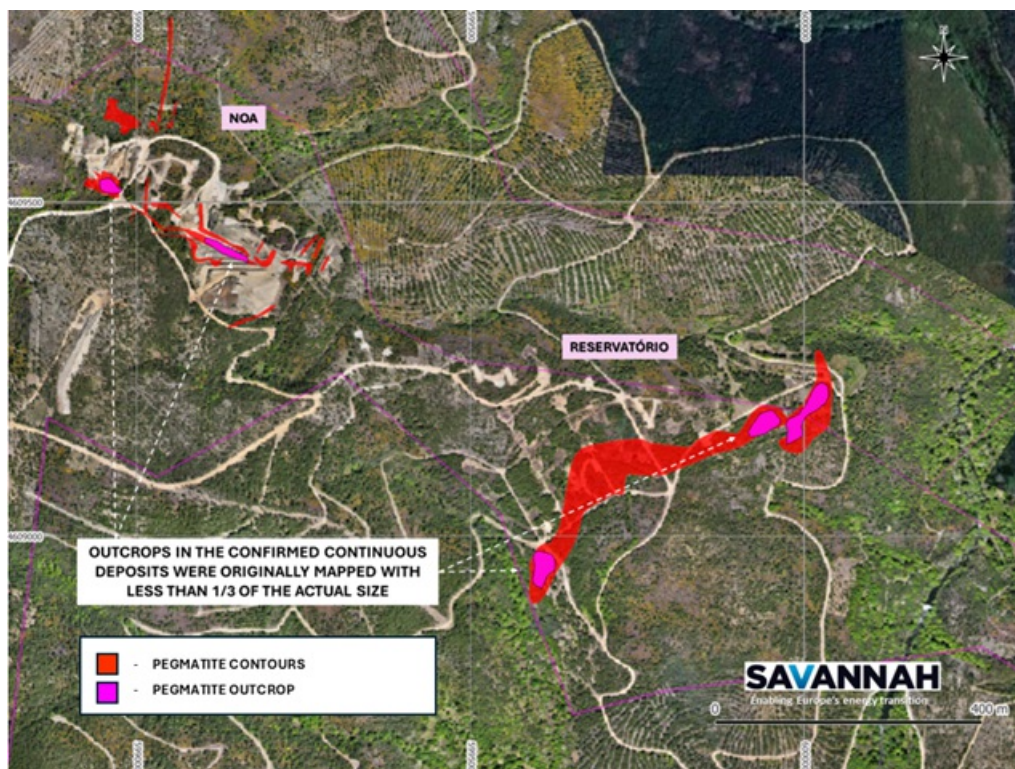 N
NOA
4609500
RESERVATÓRIO
4609000
OUTCROPS IN THE CONFIRMED CONTINUOUS
DEPOSITS WERE ORIGINALLY MAPPED WITH
LESS THAN 1/3 OF THE ACTUAL SIZE
- PEGMATITE CONTOURS
- PEGMATITE OUTCROP
SAVANNAH
Enabling Europe's energy transition
0 400 m